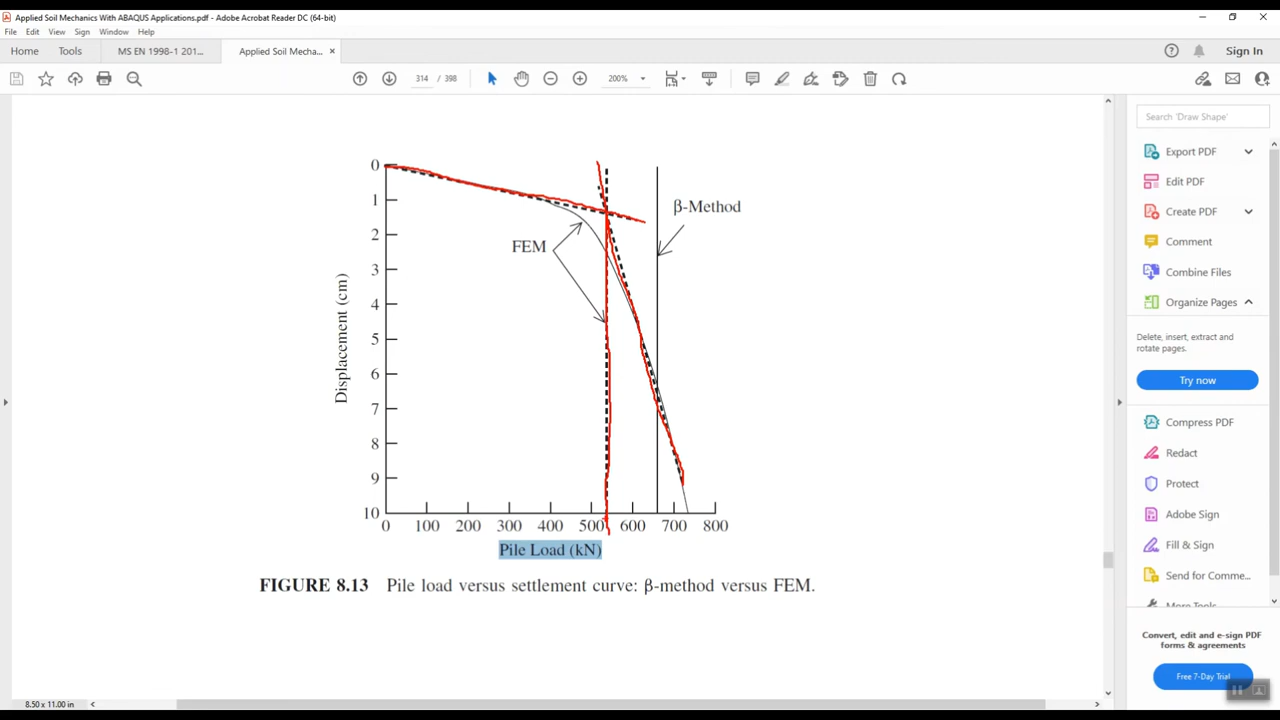 Applied Soil Mechanics With ABAQUS Applications.pdf - Adobe Acrobat Reader DC (64-bit)
File Edit View Sign Window Help
Home Tools MS EN 1998-1 201... Applied Soil Mecha... × Sign In
314 / 398 200%
Search 'Draw Shape'
Export PDF
Edit PDF
Create PDF
Comment
Combine Files
Organize Pages
Delete, insert, extract and
rotate pages.
Try now
Compress PDF
Redact
Protect
Adobe Sign
Fill & Sign
Send for Comme...
More Tools
Convert, edit and e-sign PDF
forms & agreements
Free 7-Day Trial
0
1
2
3
4
5
6
7
8
9
10
Displacement (cm)
β-Method
FEM
0 100 200 300 400 500 600 700 800
Pile Load (kN)
FIGURE 8.13 Pile load versus settlement curve: β-method versus FEM.
8.50 x 11.00 in